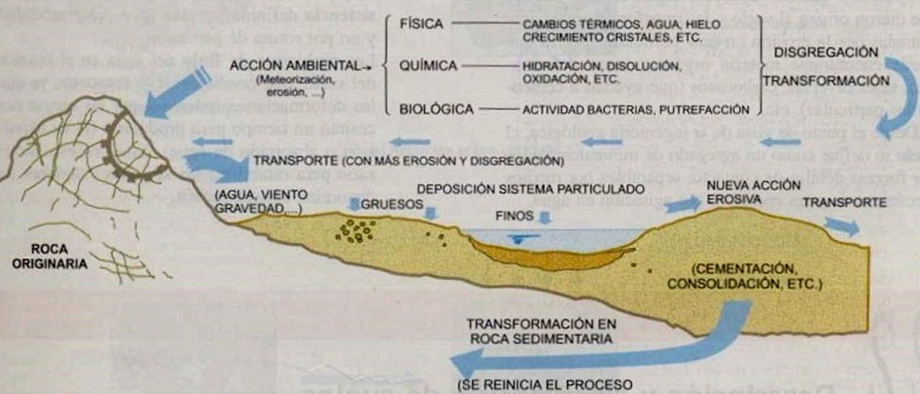 FÍSICA
CAMBIOS TÉRMICOS, AGUA, HIELO
CRECIMIENTO CRISTALES, ETC.
ACCIÓN AMBIENTAL
(Meteorización,
erosión, ...)
QUÍMICA
HIDRATACIÓN, DISOLUCIÓN,
OXIDACIÓN, ETC.
BIOLÓGICA
ACTIVIDAD BACTERIAS, PUTREFACCIÓN
DISGREGACIÓN
TRANSFORMACIÓN
TRANSPORTE (CON MÁS EROSIÓN Y DISGREGACIÓN)
(AGUA, VIENTO
GRAVEDAD,...)
DEPOSICIÓN SISTEMA PARTICULADO
GRUESOS
FINOS
NUEVA ACCIÓN
EROSIVA
TRANSPORTE
ROCA
ORIGINARIA
(CEMENTACIÓN,
CONSOLIDACIÓN, ETC.)
TRANSFORMACIÓN EN
ROCA SEDIMENTARIA
(SE REINICIA EL PROCESO